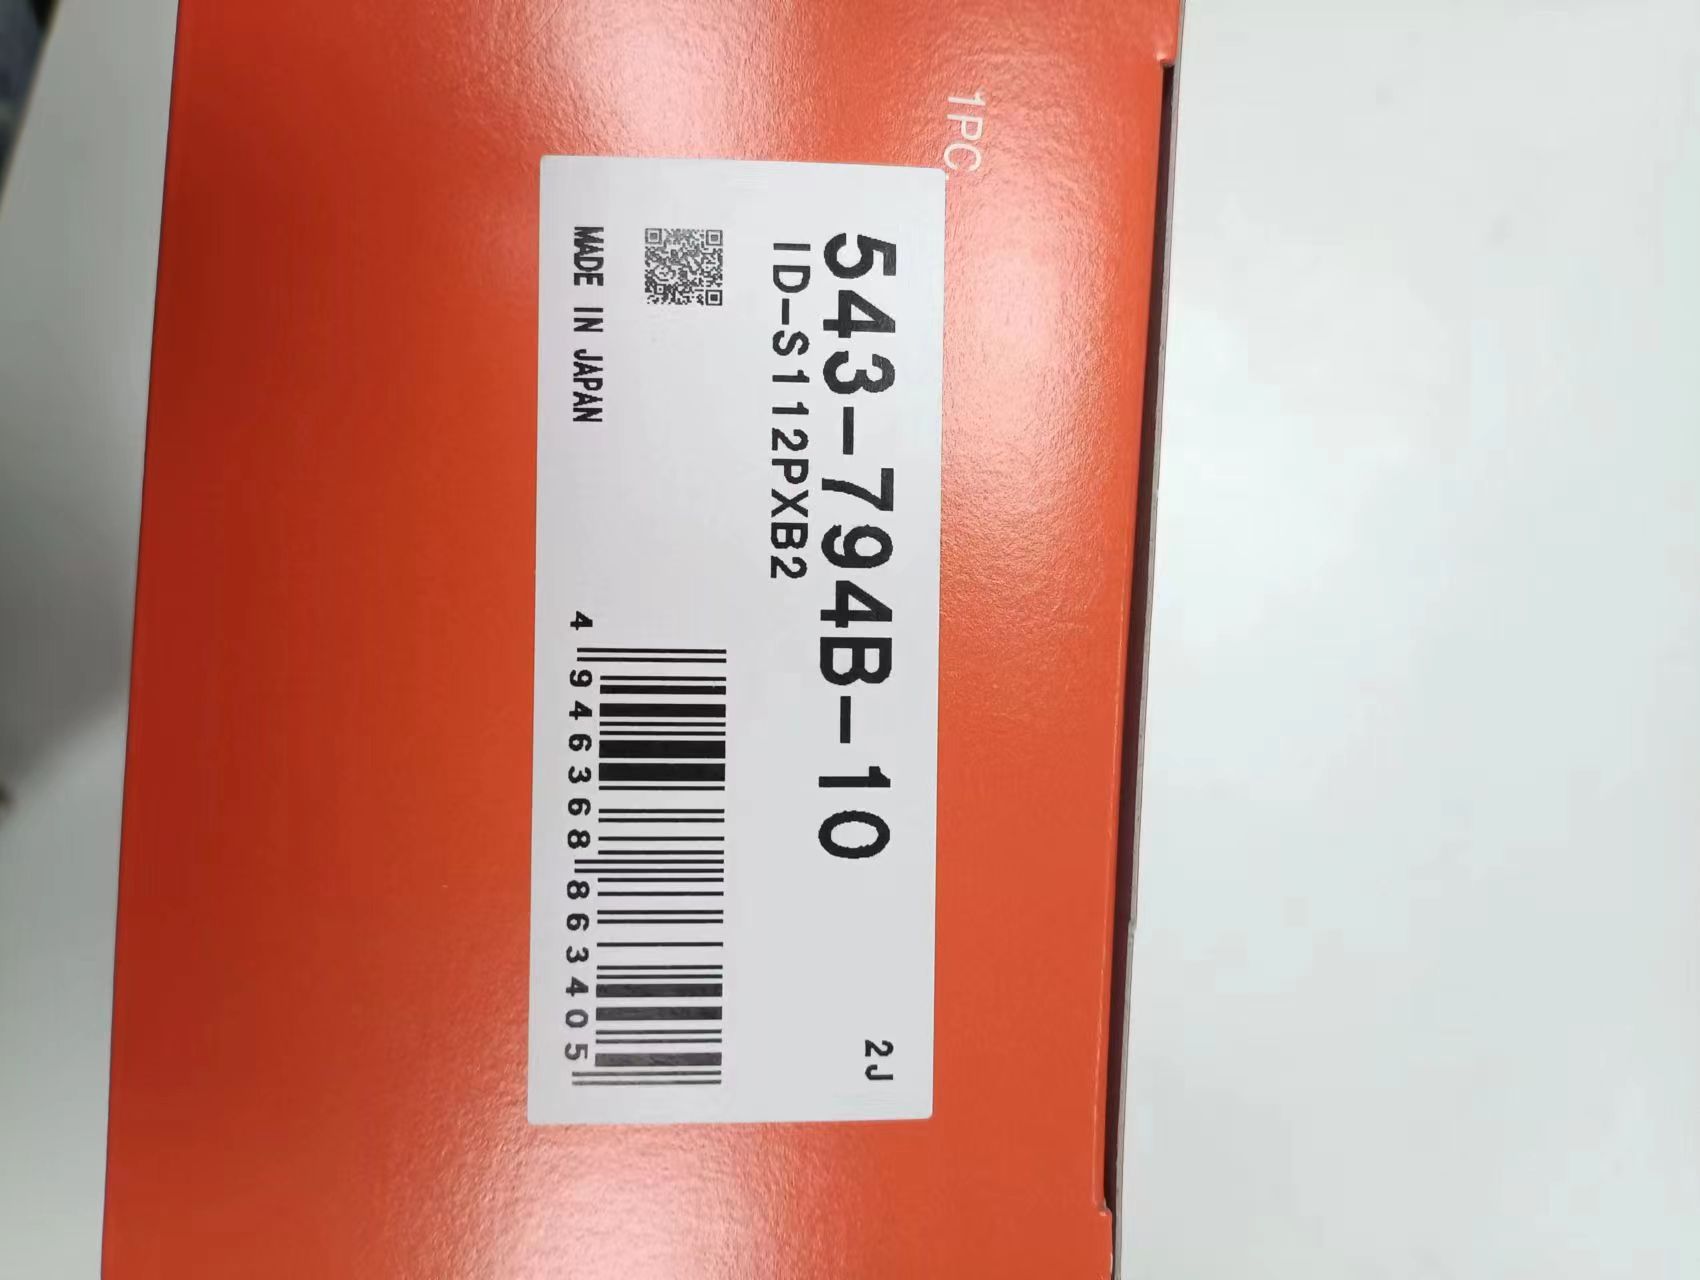 1PC.
543-794B-10
2J
ID-S112PXB2
MADE IN JAPAN
4 946368 863405